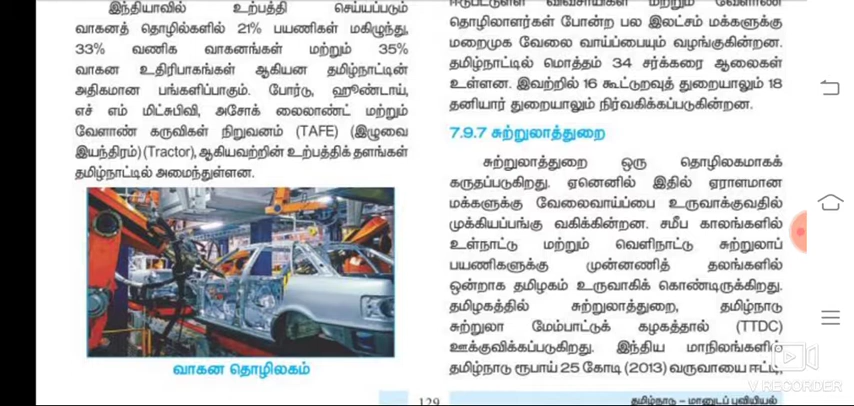 இந்தியாவில் உற்பத்தி செய்யப்படும்
வாகனத் தொழில்களில் 21% பயணிகள் மகிழுந்து,
33% வணிக வாகனங்கள் மற்றும் 35%
வாகன உதிரிபாகங்கள் ஆகியன தமிழ்நாட்டின்
அதிகமான பங்களிப்பாகும். போர்டு, ஹூண்டாய்,
எச் எம் மிட்சுபிவி, அசோக் லைலாண்ட் மற்றும்
வேளாண் கருவிகள் நிறுவனம் (TAFE) (இழுவை
இயந்திரம்) (Tractor), ஆகியவற்றின் உற்பத்திக் தளங்கள்
தமிழ்நாட்டில் அமைந்துள்ளன.
வாகன தொழிலகம்
ஈடுபட்டுள்ள விவசாயிகள் மற்றும் வேளாண்
தொழிலாளர்கள் போன்ற பல இலட்சம் மக்களுக்கு
மறைமுக வேலை வாய்ப்பையும் வழங்குகின்றன.
தமிழ்நாட்டில் மொத்தம் 34 சர்க்கரை ஆலைகள்
உள்ளன. இவற்றில் 16 கூட்டுறவுத் துறையாலும் 18
தனியார் துறையாலும் நிர்வகிக்கப்படுகின்றன.
7.9.7 சுற்றுலாத்துறை
சுற்றுலாத்துறை ஒரு தொழிலகமாகக்
கருதப்படுகிறது. ஏனெனில் இதில் ஏராளமான
மக்களுக்கு வேலைவாய்ப்பை உருவாக்குவதில்
முக்கியப்பங்கு வகிக்கின்றன. சமீப காலங்களில்
உள்நாட்டு மற்றும் வெளிநாட்டு சுற்றுலாப்
பயணிகளுக்கு முன்னணித் தலங்களில்
ஒன்றாக தமிழகம் உருவாகிக் கொண்டிருக்கிறது.
தமிழகத்தில் சுற்றுலாத்துறை, தமிழ்நாடு
சுற்றுலா மேம்பாட்டுக் கழகத்தால் (TTDC)
ஊக்குவிக்கப்படுகிறது. இந்திய மாநிலங்களில்
தமிழ்நாடு ரூபாய் 25 கோடி (2013) வருவாயை ஈட்டி,
129
தமிழ்நாடு – மானுடப் புவியியல்
V RECORDER